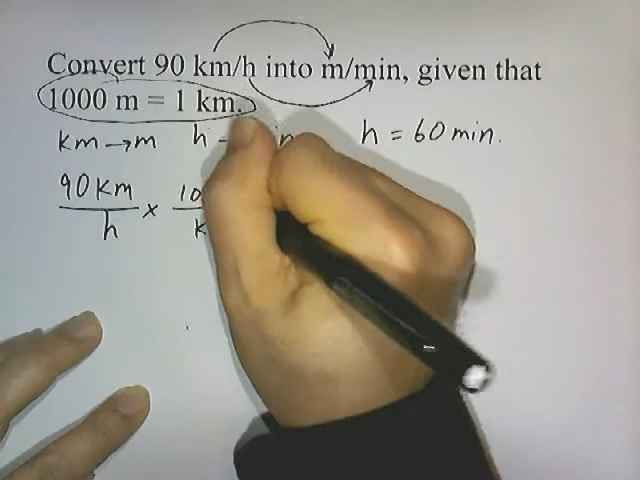 Convert 90 km/h into m/min, given that
1000 m = 1 km.
km → m h → h = 60 min.
90 km
h
×